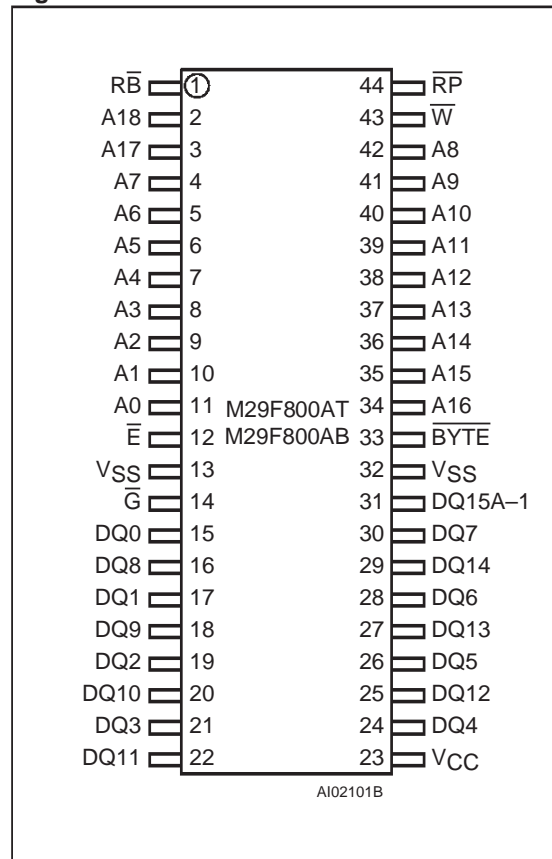 RB̅ 1 44 R̅P̅
A18 2 43 W̅
A17 3 42 A8
A7 4 41 A9
A6 5 40 A10
A5 6 39 A11
A4 7 38 A12
A3 8 37 A13
A2 9 36 A14
A1 10 35 A15
A0 11 M29F800AT 34 A16
E̅ 12 M29F800AB 33 B̅Y̅T̅E̅
VSS 13 32 VSS
G̅ 14 31 DQ15A–1
DQ0 15 30 DQ7
DQ8 16 29 DQ14
DQ1 17 28 DQ6
DQ9 18 27 DQ13
DQ2 19 26 DQ5
DQ10 20 25 DQ12
DQ3 21 24 DQ4
DQ11 22 23 VCC
AI02101B